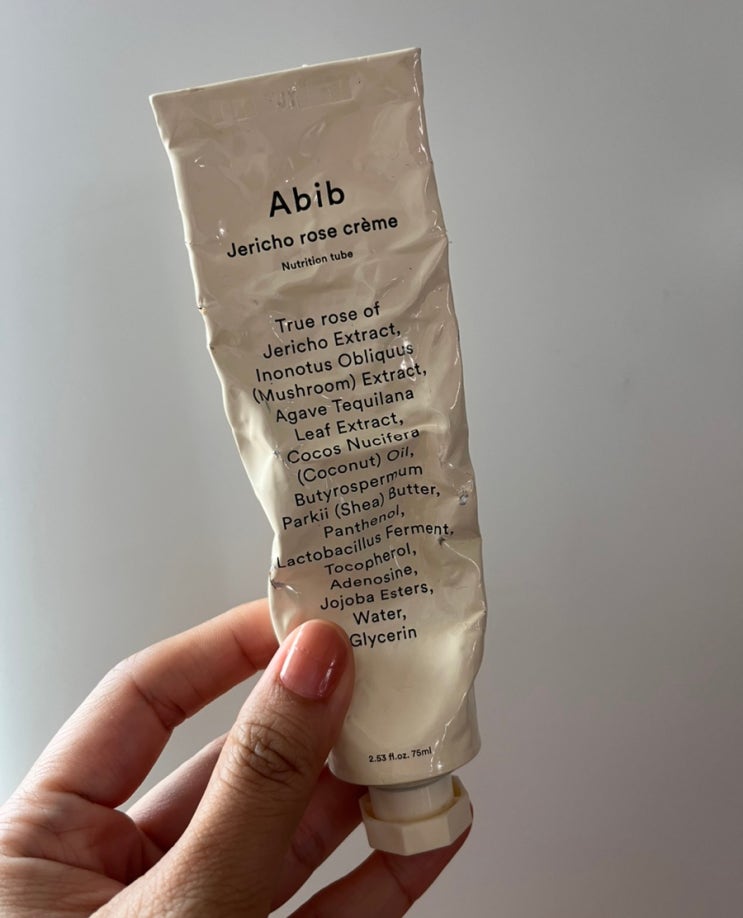 Abib
Jericho rose crème
Nutrition tube
True rose of
Jericho Extract,
Inonotus Obliquus
(Mushroom) Extract,
Agave Tequilana
Leaf Extract,
Cocos Nucifera
(Coconut) Oil,
Butyrospermum
Parkii (Shea) Butter,
Panthenol,
Lactobacillus Ferment,
Tocopherol,
Adenosine,
Jojoba Esters,
Water,
Glycerin
2.53 fl.oz. 75ml